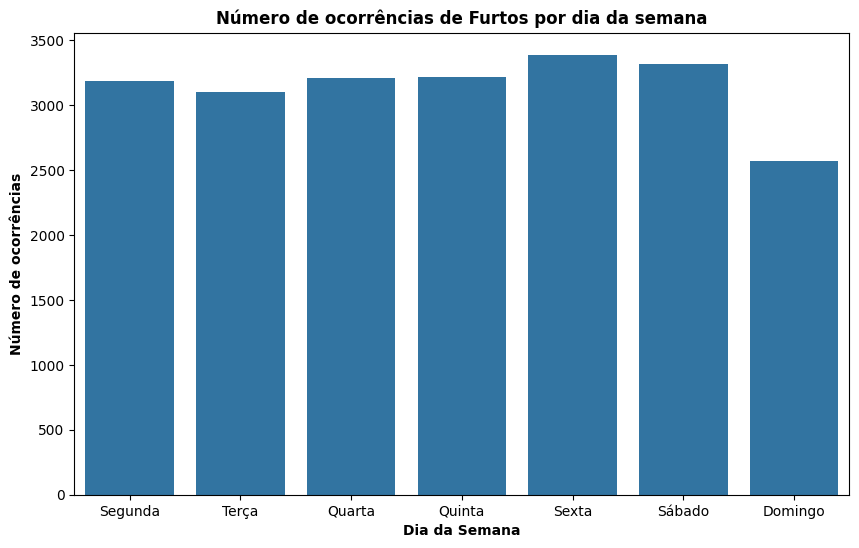 Número de ocorrências de Furtos por dia da semana
Número de ocorrências
3500
3000
2500
2000
1500
1000
500
0
Segunda Terça Quarta Quinta Sexta Sábado Domingo
Dia da Semana